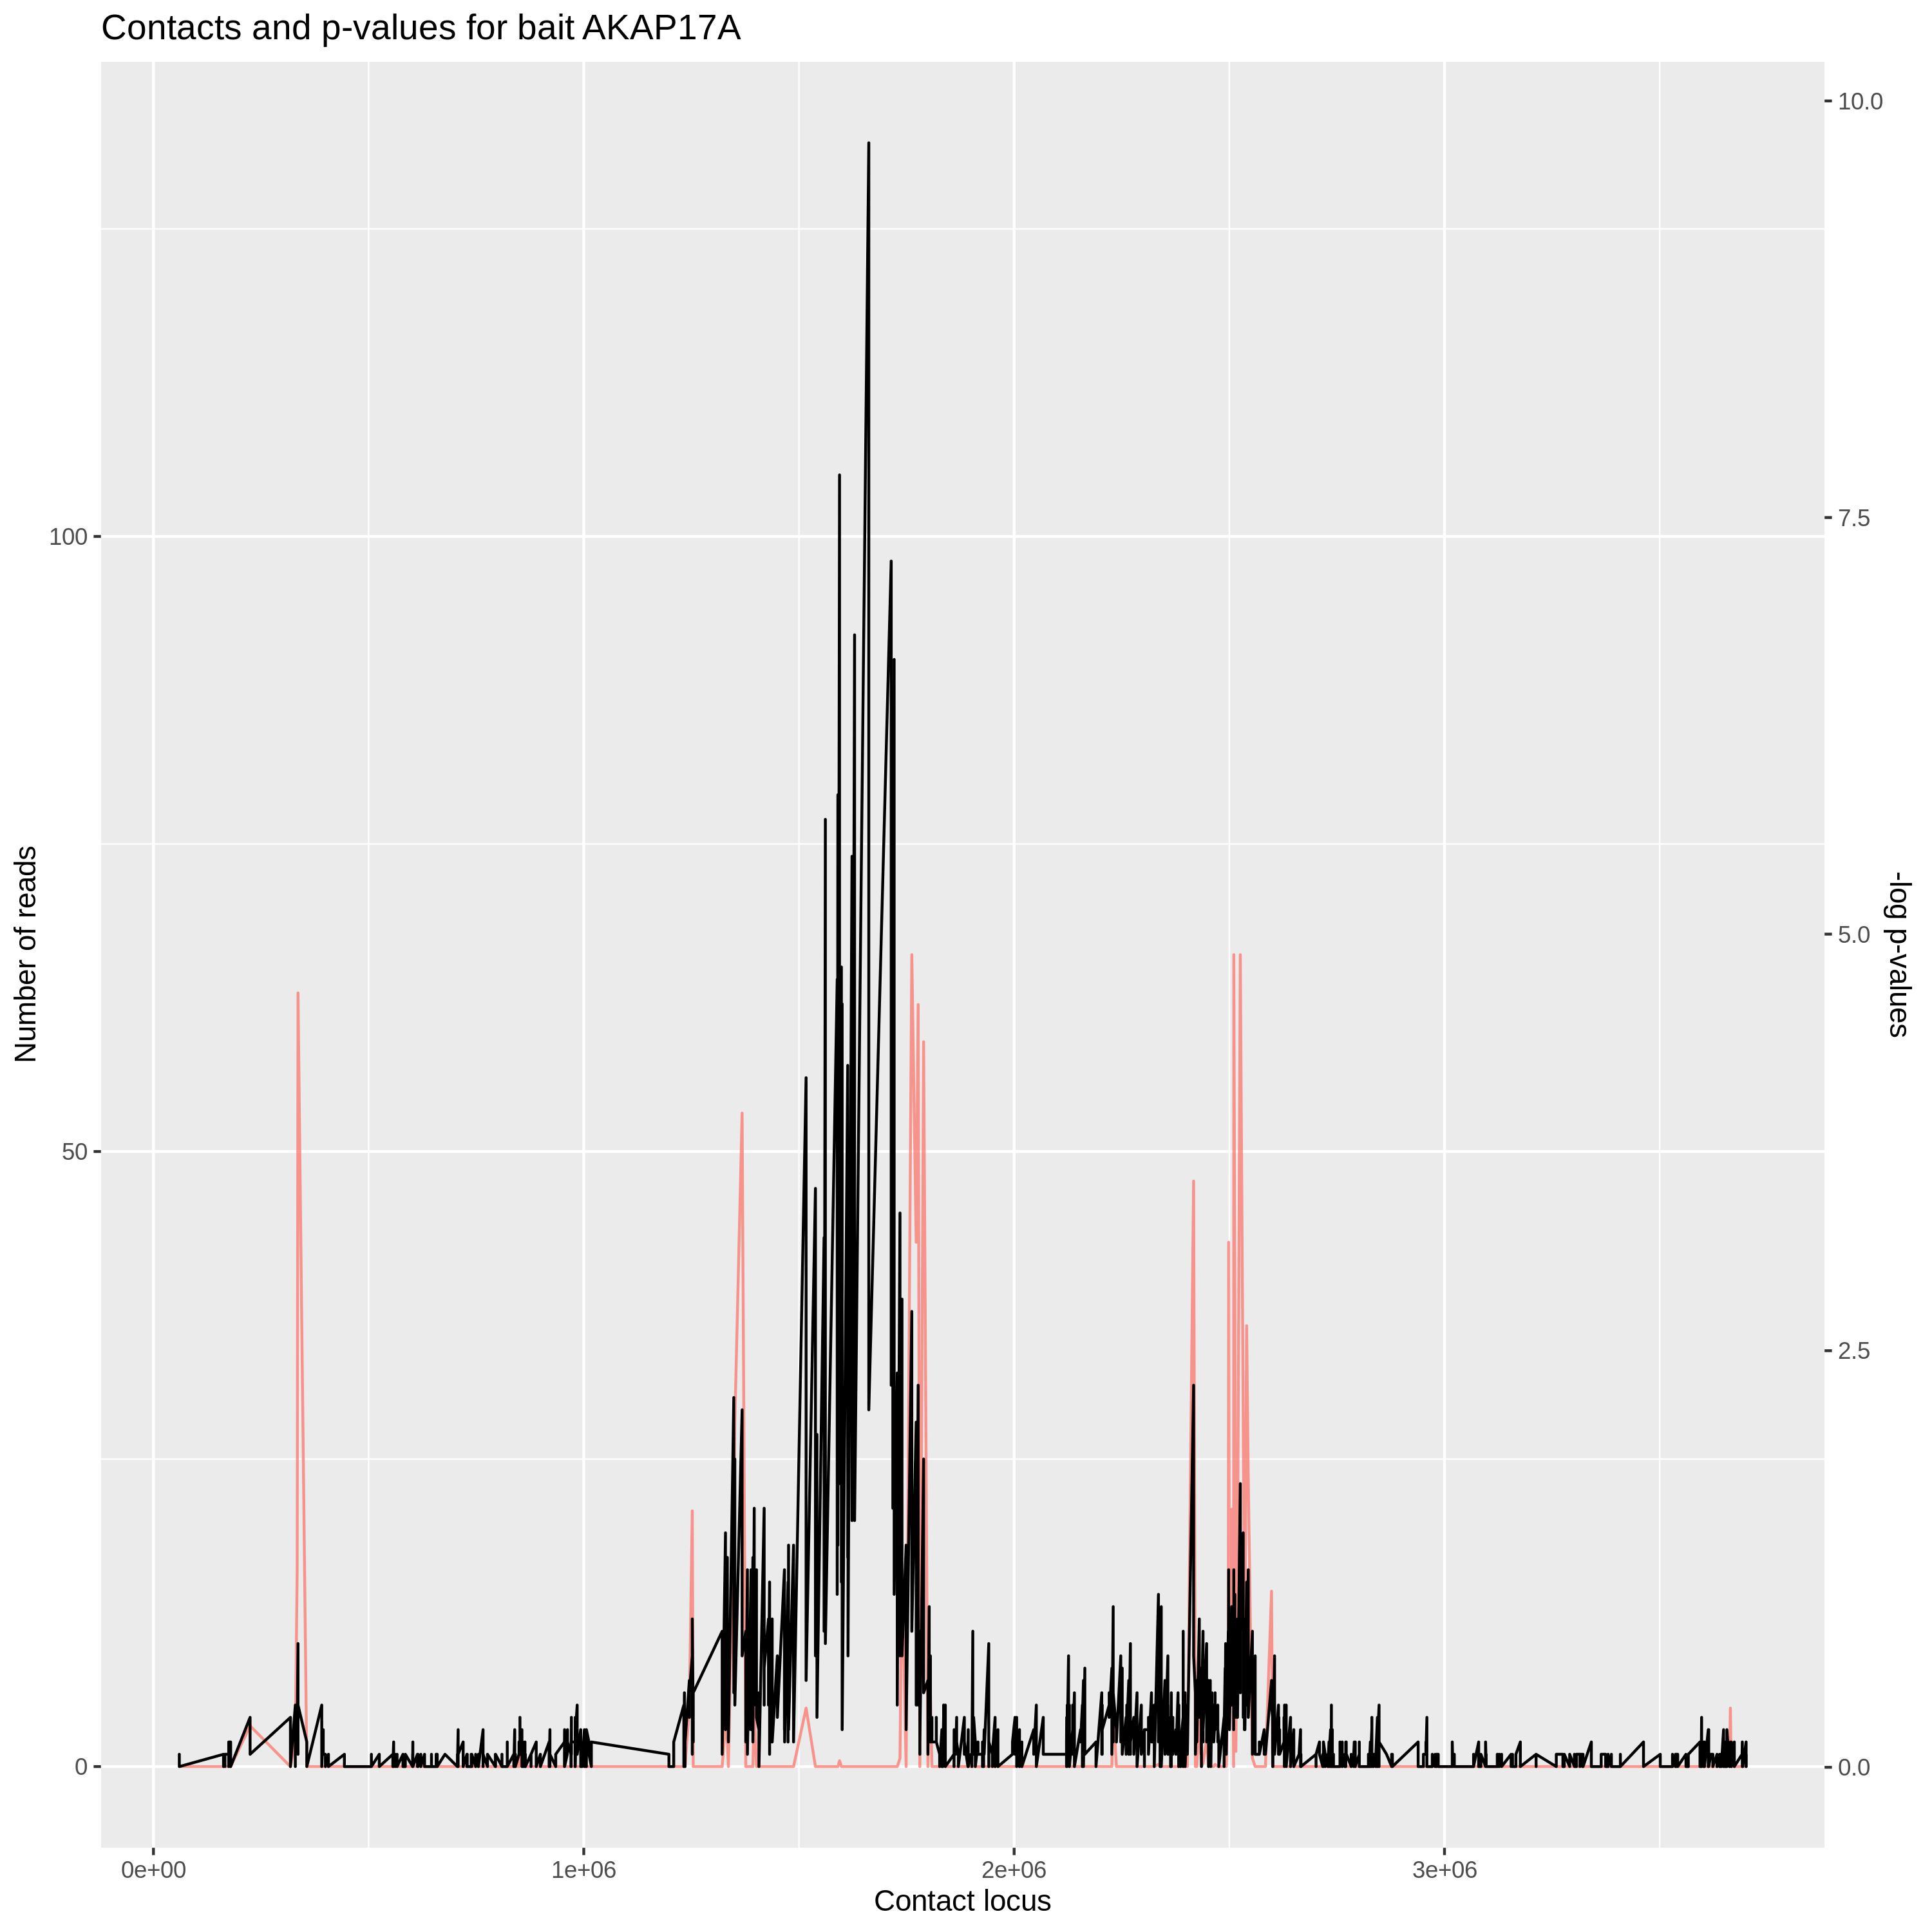 Contacts and p-values for bait AKAP17A
10.0
7.5
100
5.0
Number of reads
-log p-values
50
2.5
0
0.0
0e+00
1e+06
2e+06
3e+06
Contact locus